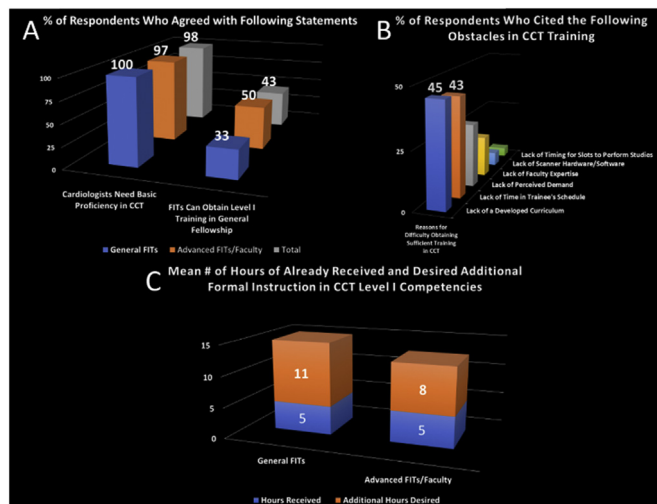 A
% of Respondents Who Agreed with Following Statements
100
97
98
33
50
43
100
75
50
25
0
Cardiologists Need Basic
Proficiency in CCT
FITs Can Obtain Level I
Training in General
Fellowship
General FITs
Advanced FITs/Faculty
Total
B
% of Respondents Who Cited the Following
Obstacles in CCT Training
50
25
0
45
43
Lack of Timing for Slots to Perform Studies
Lack of Scanner Hardware/Software
Lack of Faculty Expertise
Lack of Perceived Demand
Lack of Time in Trainee's Schedule
Lack of a Developed Curriculum
Reasons for
Difficulty Obtaining
Sufficient Training
in CCT
C
Mean # of Hours of Already Received and Desired Additional
Formal Instruction in CCT Level I Competencies
15
10
5
0
11
5
8
5
General FITs
Advanced FITs/Faculty
Hours Received
Additional Hours Desired